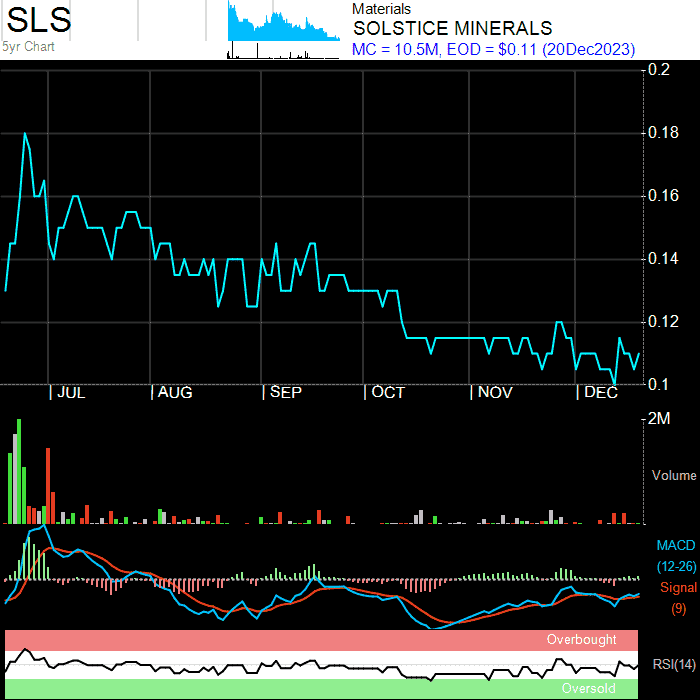 SLS
5yr Chart
Materials
SOLSTICE MINERALS
MC = 10.5M, EOD = $0.11 (20Dec2023)
0.2
0.18
0.16
0.14
0.12
0.1
JUL AUG SEP OCT NOV DEC
2M
Volume
MACD
(12-26)
Signal
(9)
Overbought
RSI(14)
Oversold